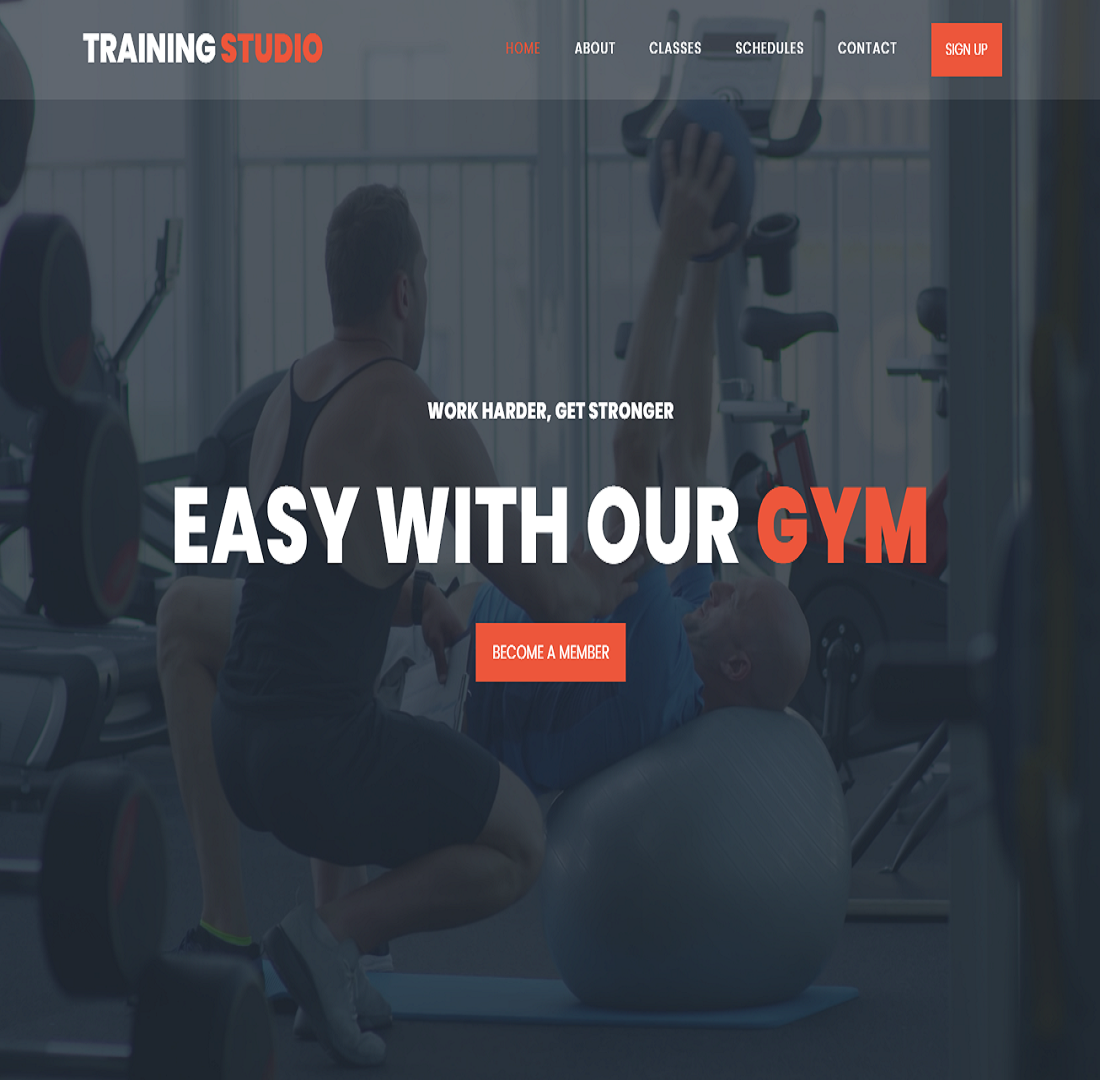 TRAINING STUDIO
HOME ABOUT CLASSES SCHEDULES CONTACT SIGN UP
WORK HARDER, GET STRONGER
EASY WITH OUR GYM
BECOME A MEMBER